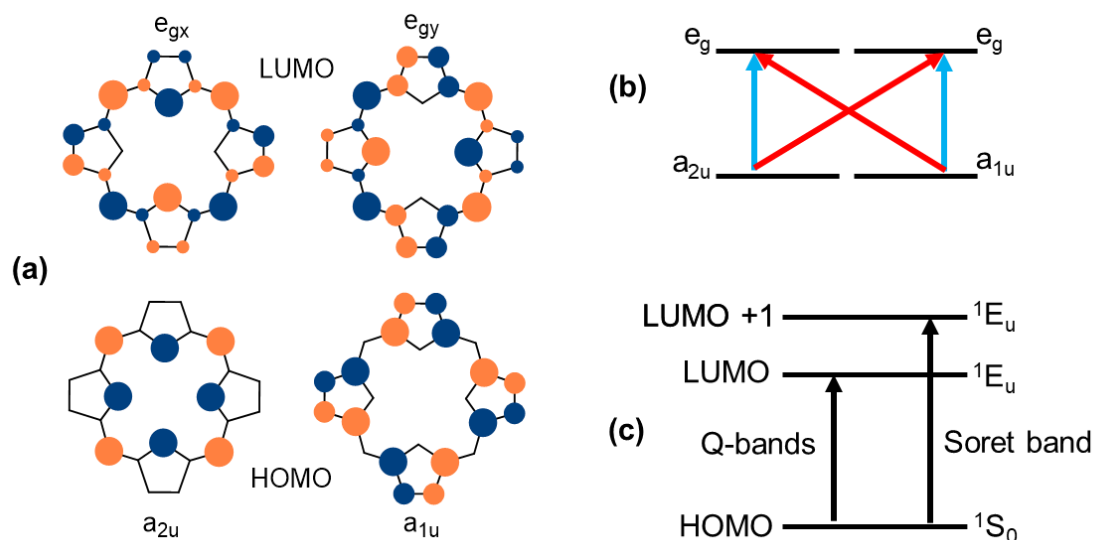 (a)
e_gx
e_gy
LUMO
HOMO
a_2u
a_1u
(b)
e_g
e_g
a_2u
a_1u
(c)
LUMO +1
¹E_u
LUMO
¹E_u
Q-bands
Soret band
HOMO
¹S₀